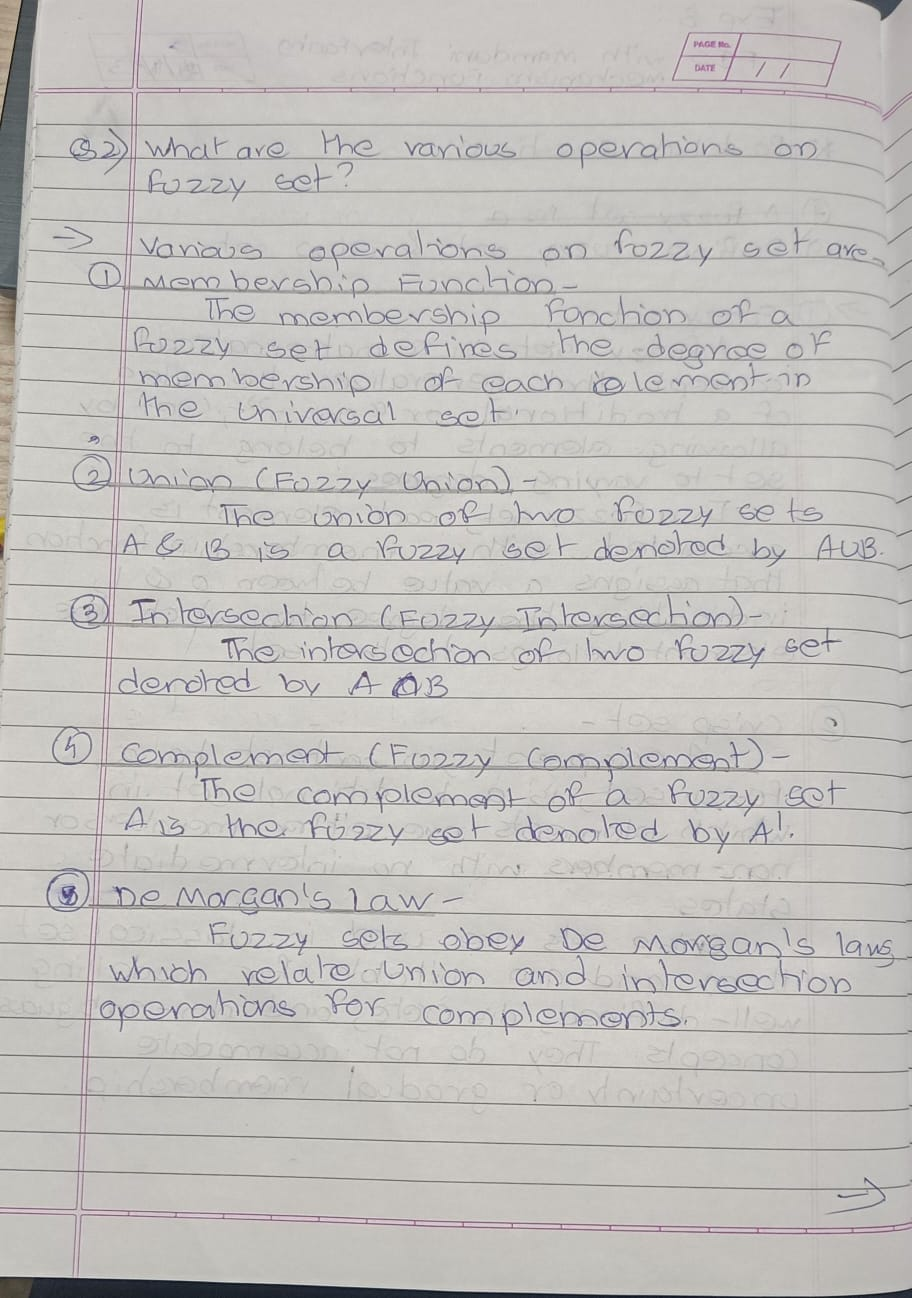 PAGE No.
DATE / /
Q2) What are the various operations on
fuzzy set?
→ Various operations on fuzzy set are-
① Membership Function -
The membership Function of a
fuzzy set defines the degree of
membership of each element in
the universal set
② Union (Fuzzy Union) -
The union of two fuzzy sets
A & B is a fuzzy set denoted by A∪B.
③ Intersection (Fuzzy Intersection) -
The intersection of two fuzzy set
denoted by A ∩ B
④ Complement (Fuzzy Complement) -
The complement of a fuzzy set
A is the fuzzy set denoted by A'.
⑤ De Morgan's law -
Fuzzy sets obey De Morgan's laws
which relate union and intersection
operations for complements.
→